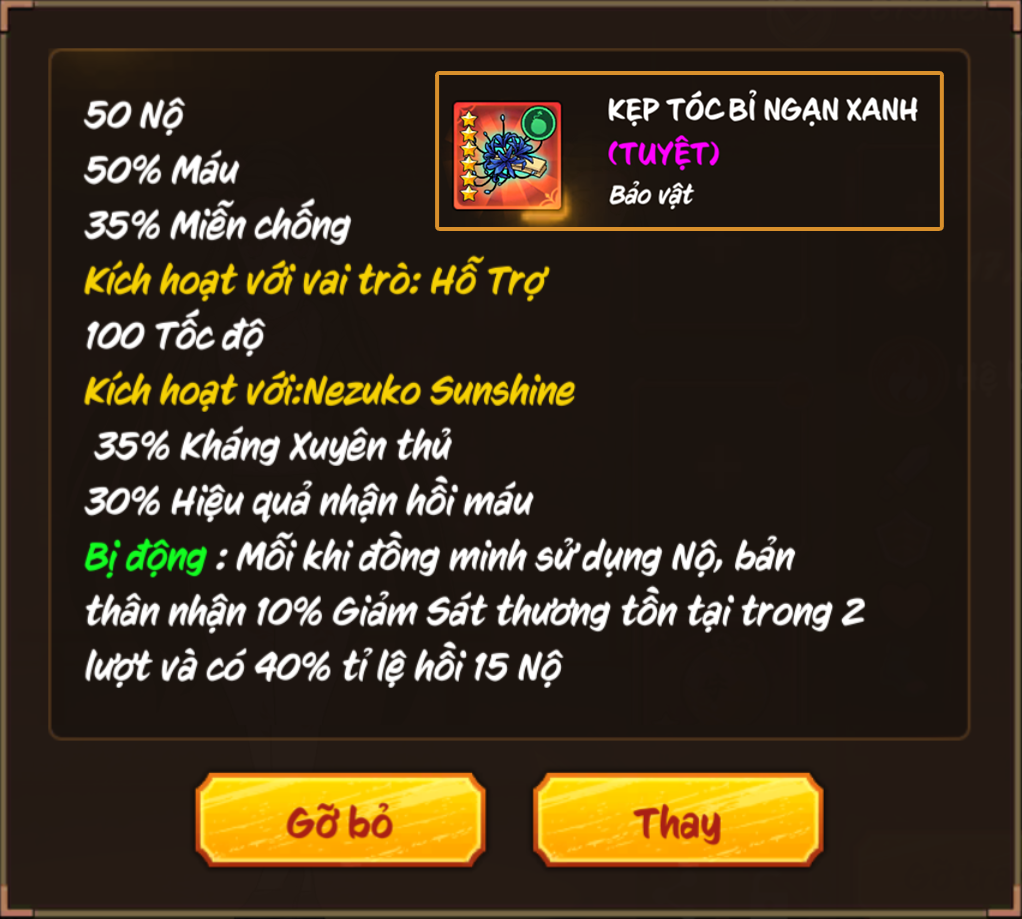 KẸP TÓC BỈ NGẠN XANH
(TUYỆT)
Bảo vật
50 Nộ
50% Máu
35% Miễn chống
Kích hoạt với vai trò: Hỗ Trợ
100 Tốc độ
Kích hoạt với:Nezuko Sunshine
35% Kháng Xuyên thủ
30% Hiệu quả nhận hồi máu
Bị động : Mỗi khi đồng minh sử dụng Nộ, bản
thân nhận 10% Giảm Sát thương tồn tại trong 2
lượt và có 40% tỉ lệ hồi 15 Nộ
Gỡ bỏ
Thay